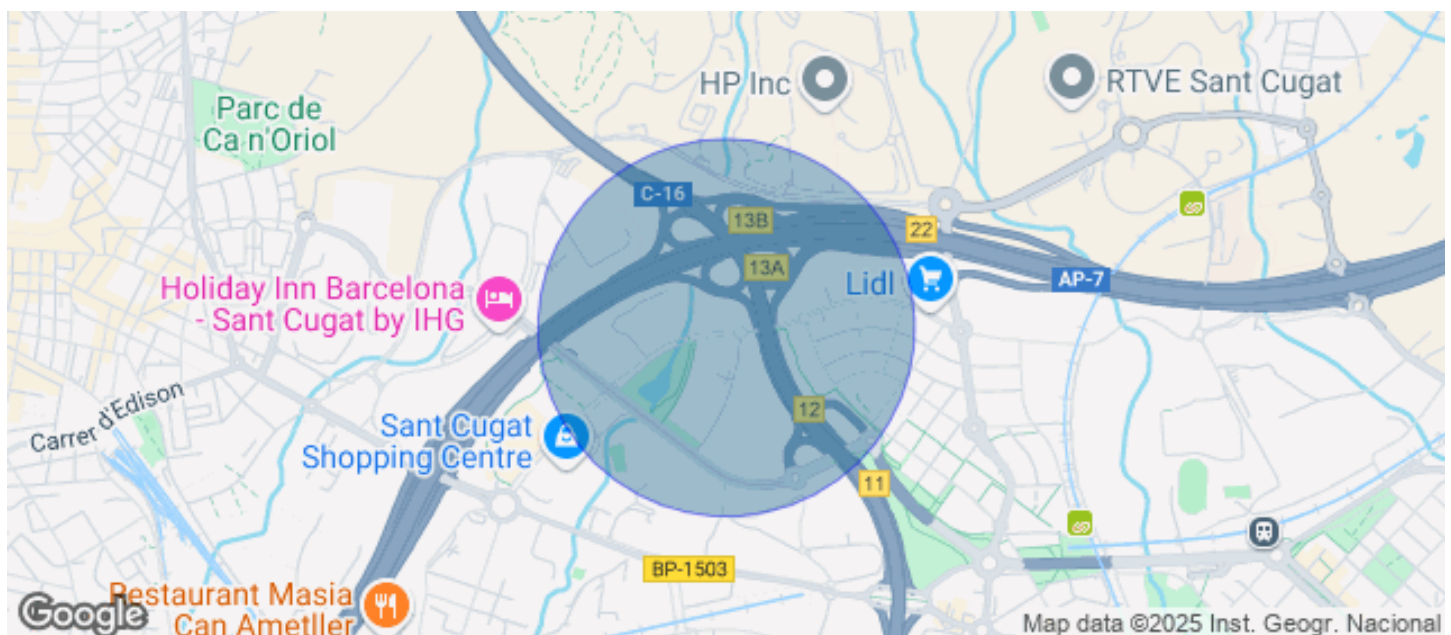 HP Inc
RTVE Sant Cugat
Parc de
Ca n'Oriol
C-16
13B
22
13A
AP-7
Lidl
Holiday Inn Barcelona
- Sant Cugat by IHG
Carrer d'Edison
12
Sant Cugat
Shopping Centre
11
BP-1503
Restaurant Masia
Can Ametller
Google
Map data ©2025 Inst. Geogr. Nacional